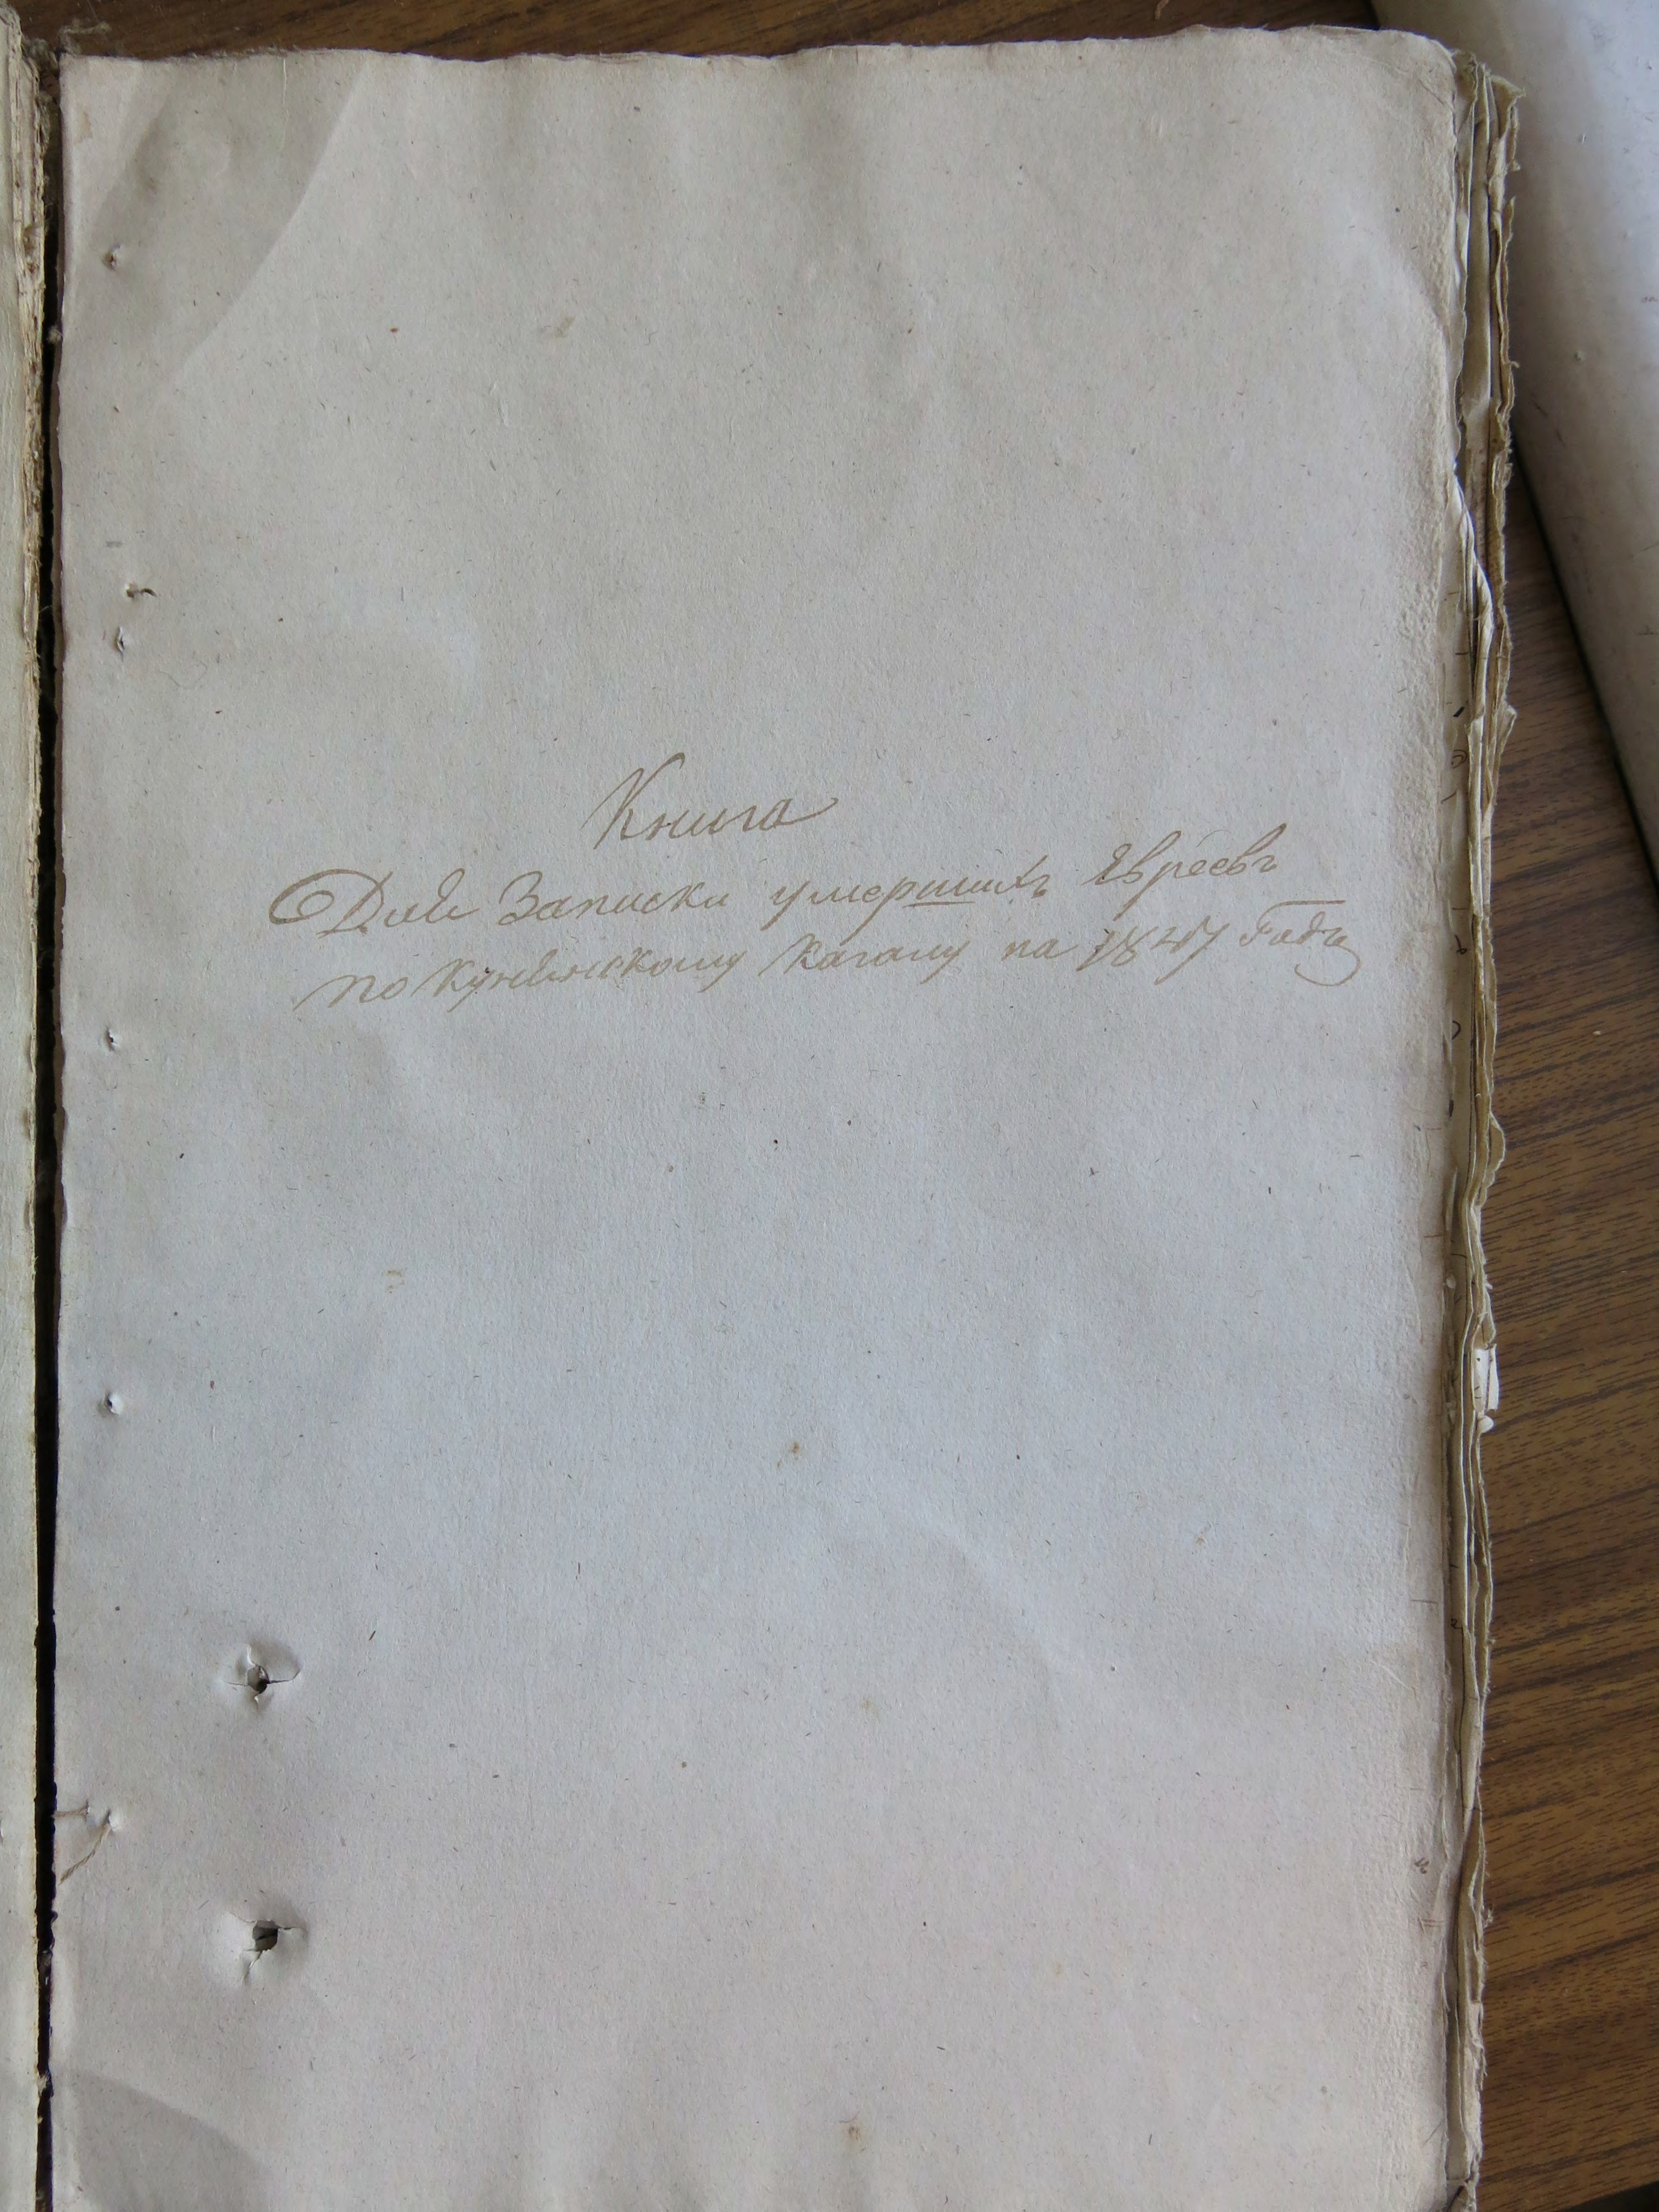 Книга
Для Записки умершихъ Евреевъ
по Куневскому Кагалу на 1847 Годъ